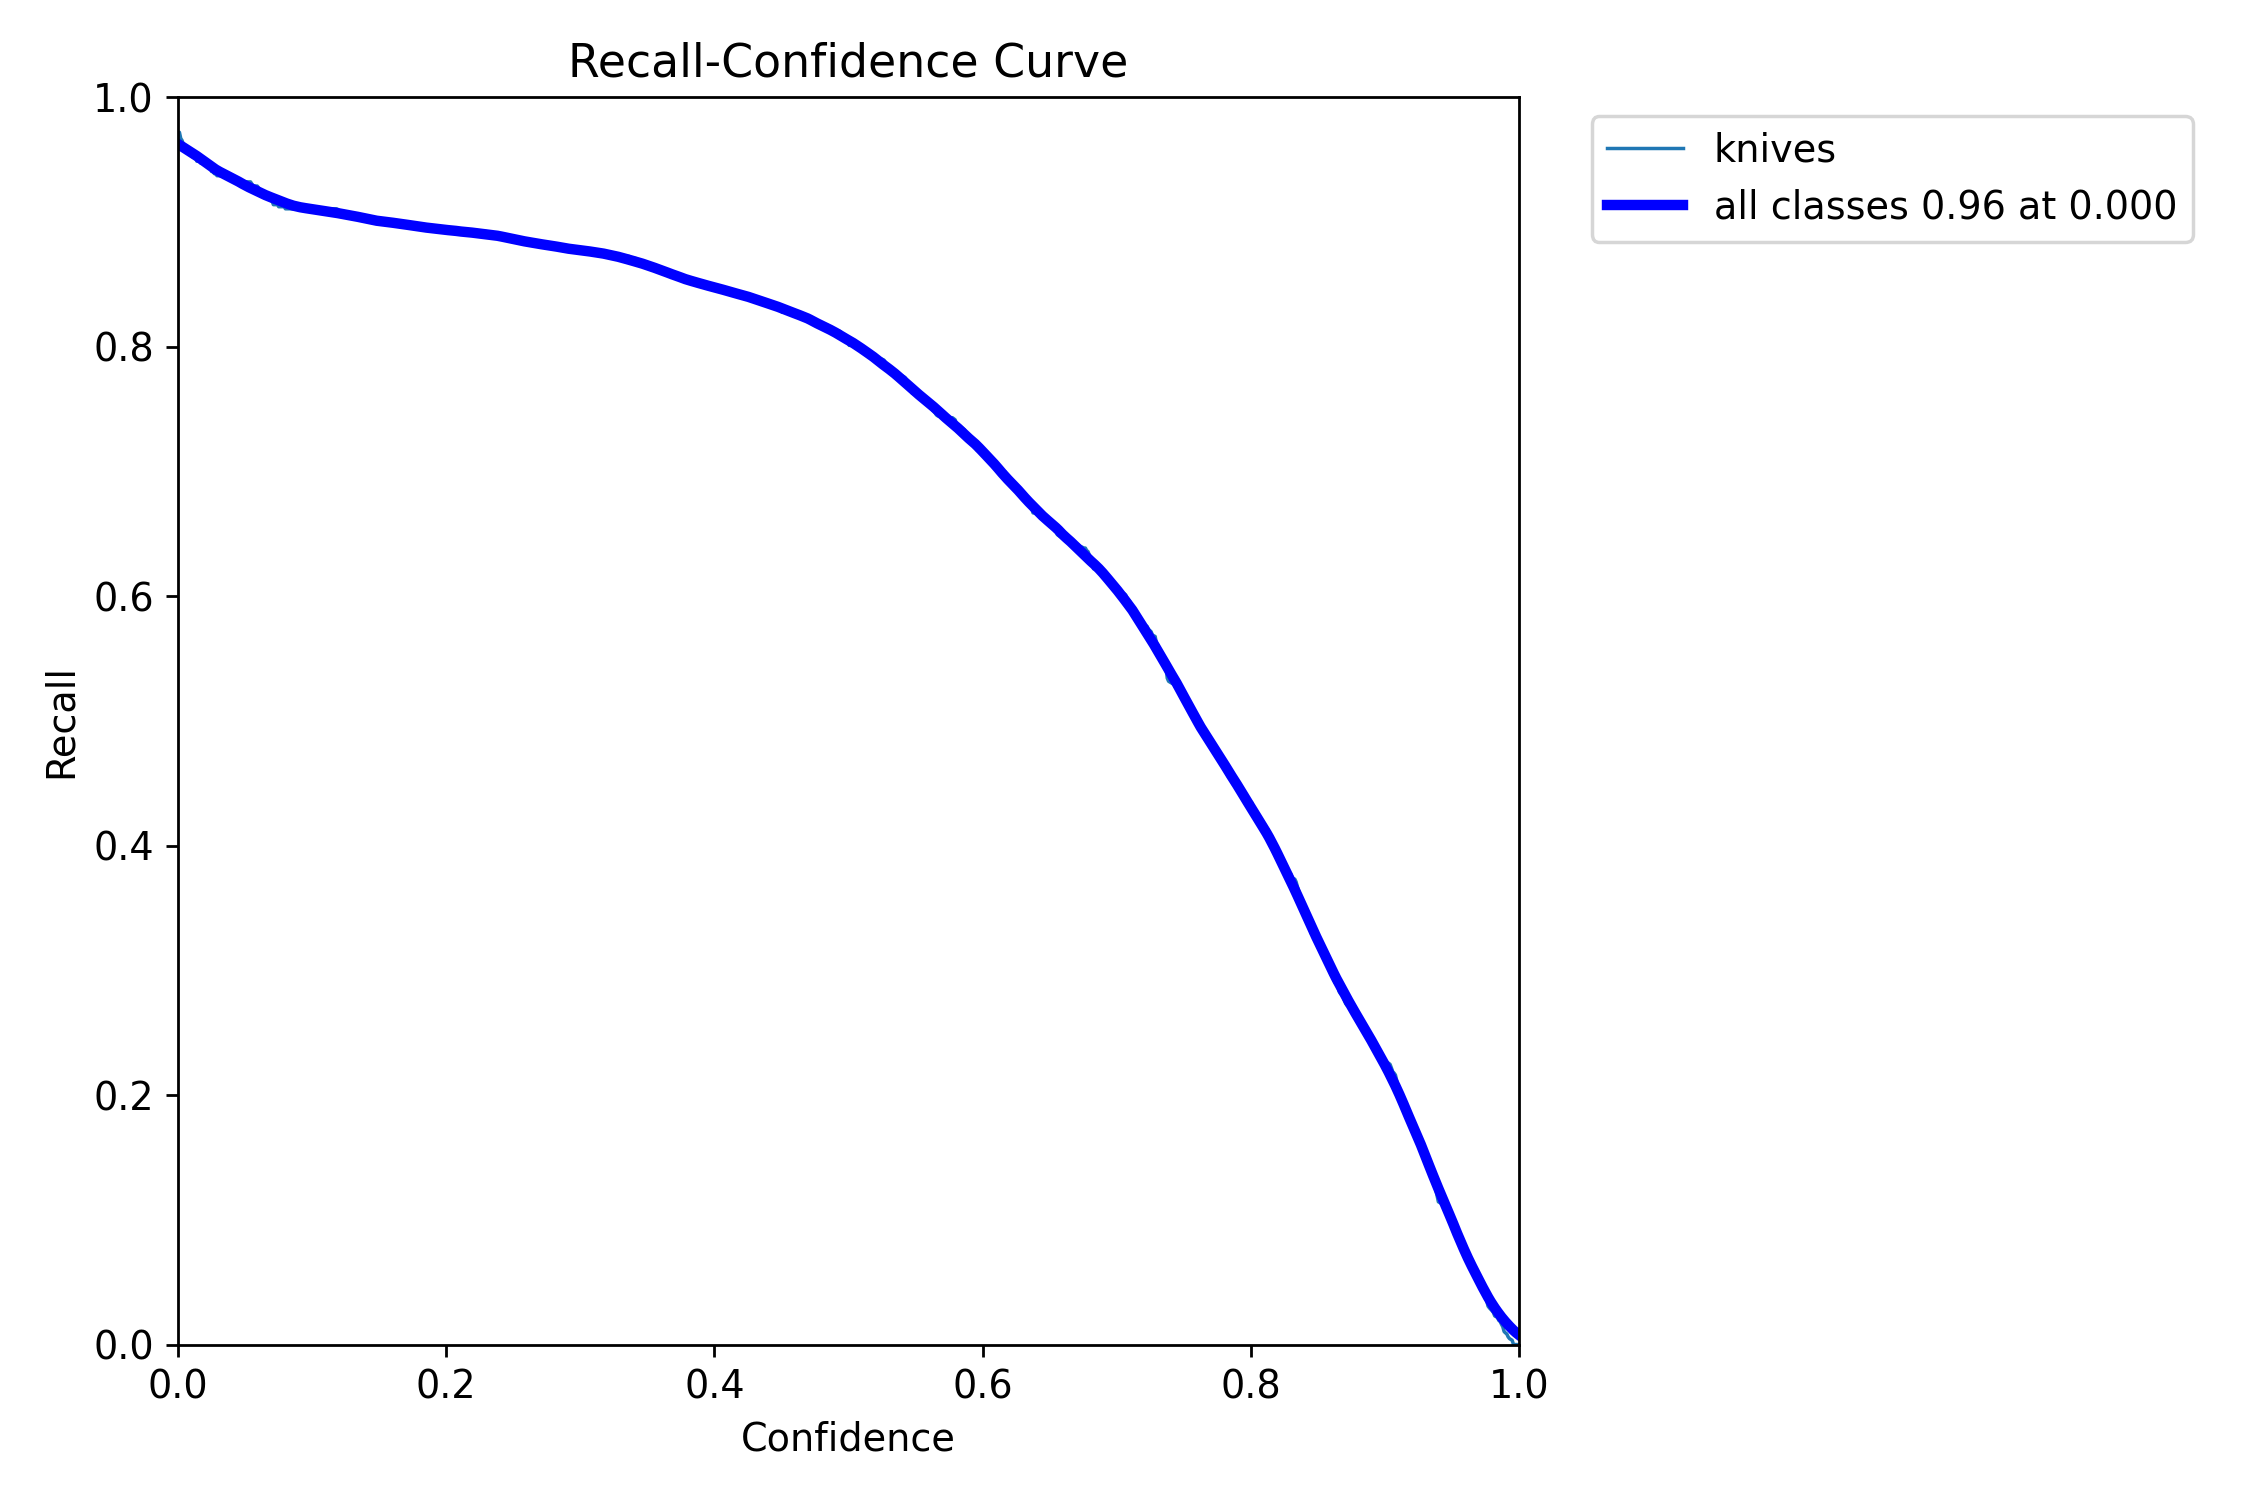 Recall-Confidence Curve
1.0
0.8
0.6
0.4
0.2
0.0
Recall
0.0 0.2 0.4 0.6 0.8 1.0
Confidence
knives
all classes 0.96 at 0.000